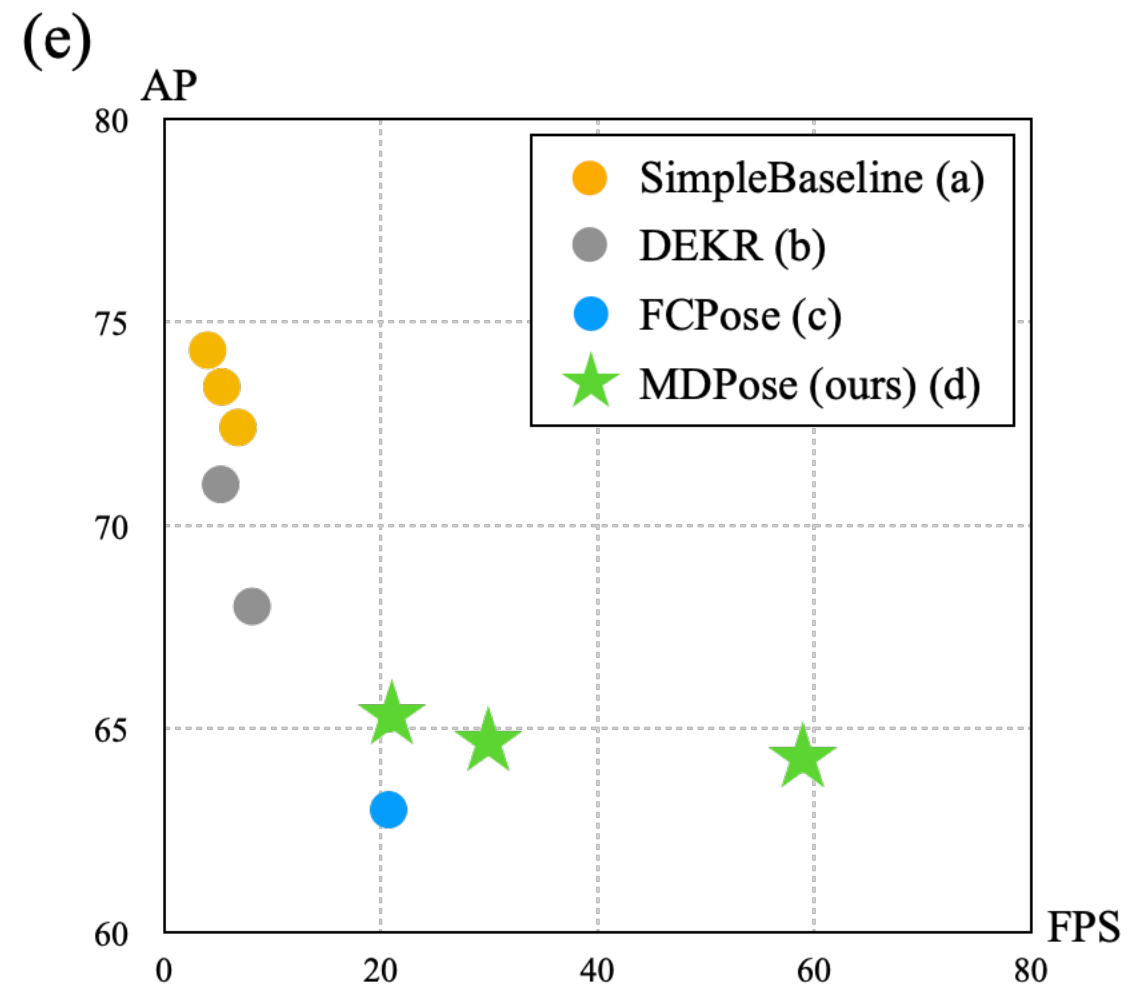 (e)
AP
80
SimpleBaseline (a)
DEKR (b)
FCPose (c)
MDPose (ours) (d)
75
70
65
60
FPS
0 20 40 60 80